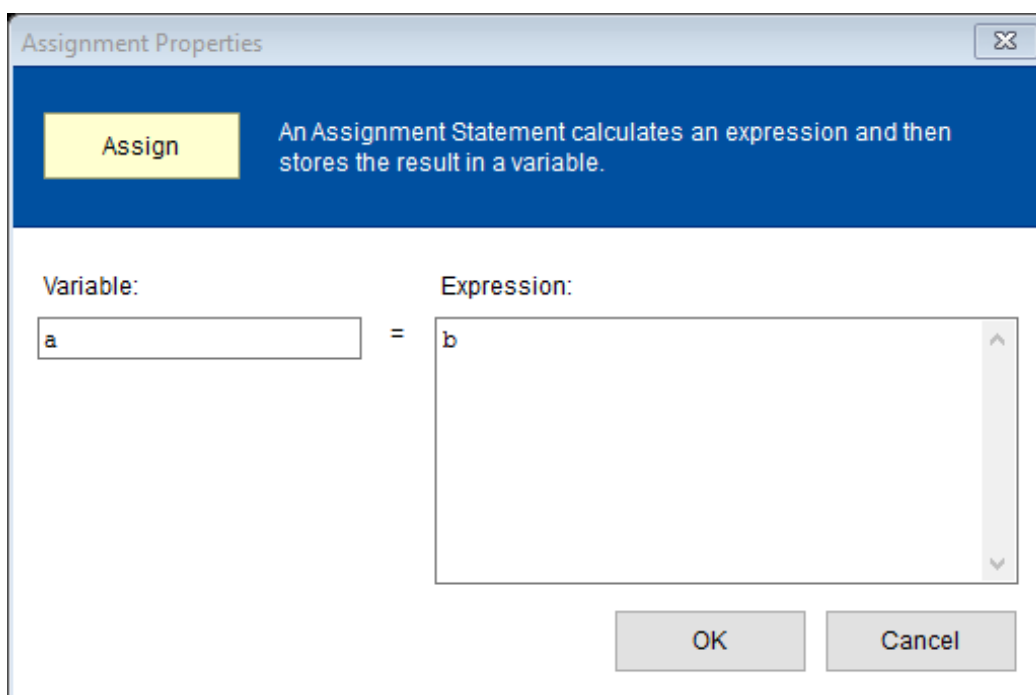 Assignment Properties
Assign
An Assignment Statement calculates an expression and then
stores the result in a variable.
Variable:
Expression:
a
=
b
OK
Cancel